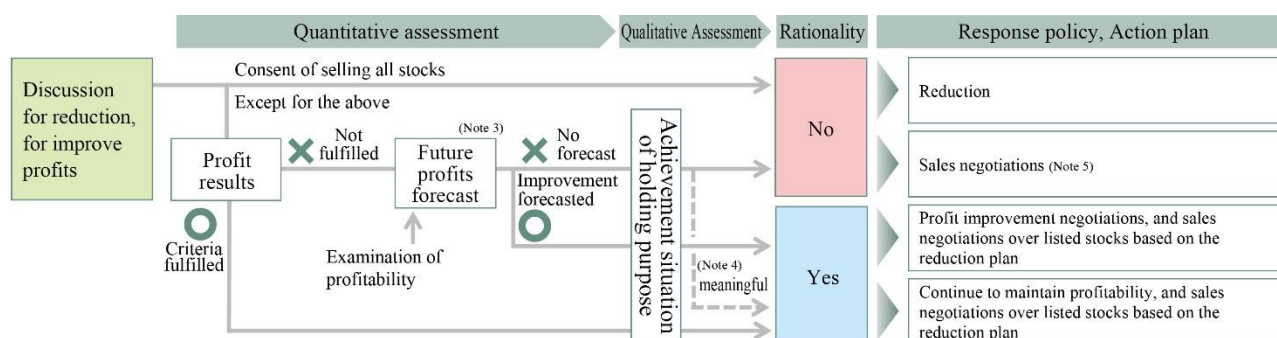 Quantitative assessment
Qualitative Assessment
Rationality
Response policy, Action plan
Discussion
for reduction,
for improve
profits
Consent of selling all stocks
Except for the above
Profit
results
Not
fulfilled
Criteria
fulfilled
(Note 3)
Future
profits
forecast
Examination of
profitability
No
forecast
Improvement
forecasted
Achievement situation
of holding purpose
(Note 4)
meaningful
No
Yes
Reduction
Sales negotiations (Note 5)
Profit improvement negotiations, and sales
negotiations over listed stocks based on the
reduction plan
Continue to maintain profitability, and sales
negotiations over listed stocks based on the
reduction plan